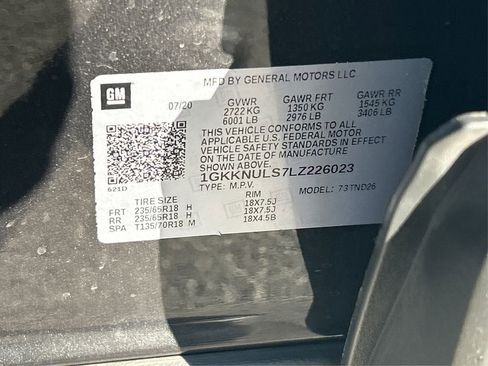 MFD BY GENERAL MOTORS LLC
GM
07/20 GVWR GAWR FRT GAWR RR
2722 KG 1350 KG 1545 KG
6001 LB 2976 LB 3406 LB
THIS VEHICLE CONFORMS TO ALL
APPLICABLE U.S. FEDERAL MOTOR
VEHICLE SAFETY STANDARDS IN EFFECT
ON THE DATE OF MANUFACTURE
SHOWN ABOVE.
1GKKNULS7LZ226023
621D
TYPE: M.P.V. MODEL: 73TND26
TIRE SIZE RIM
FRT 235/65R18 H 18X7.5J
RR 235/65R18 H 18X7.5J
SPA T135/70R18 M 18X4.5B